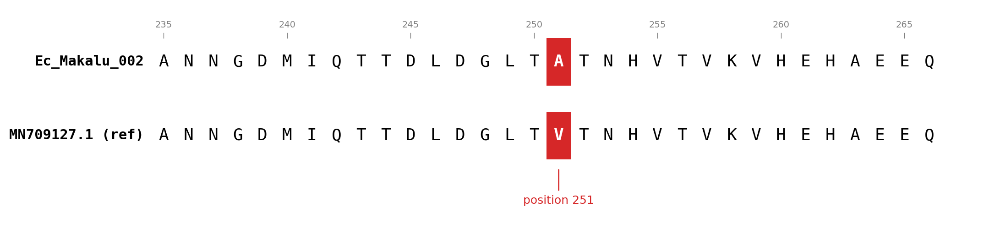 235 240 245 250 255 260 265
Ec_Makalu_002 A N N G D M I Q T T D L D G L T A T N H V T V K V H E H A E E Q
MN709127.1 (ref) A N N G D M I Q T T D L D G L T V T N H V T V K V H E H A E E Q
position 251